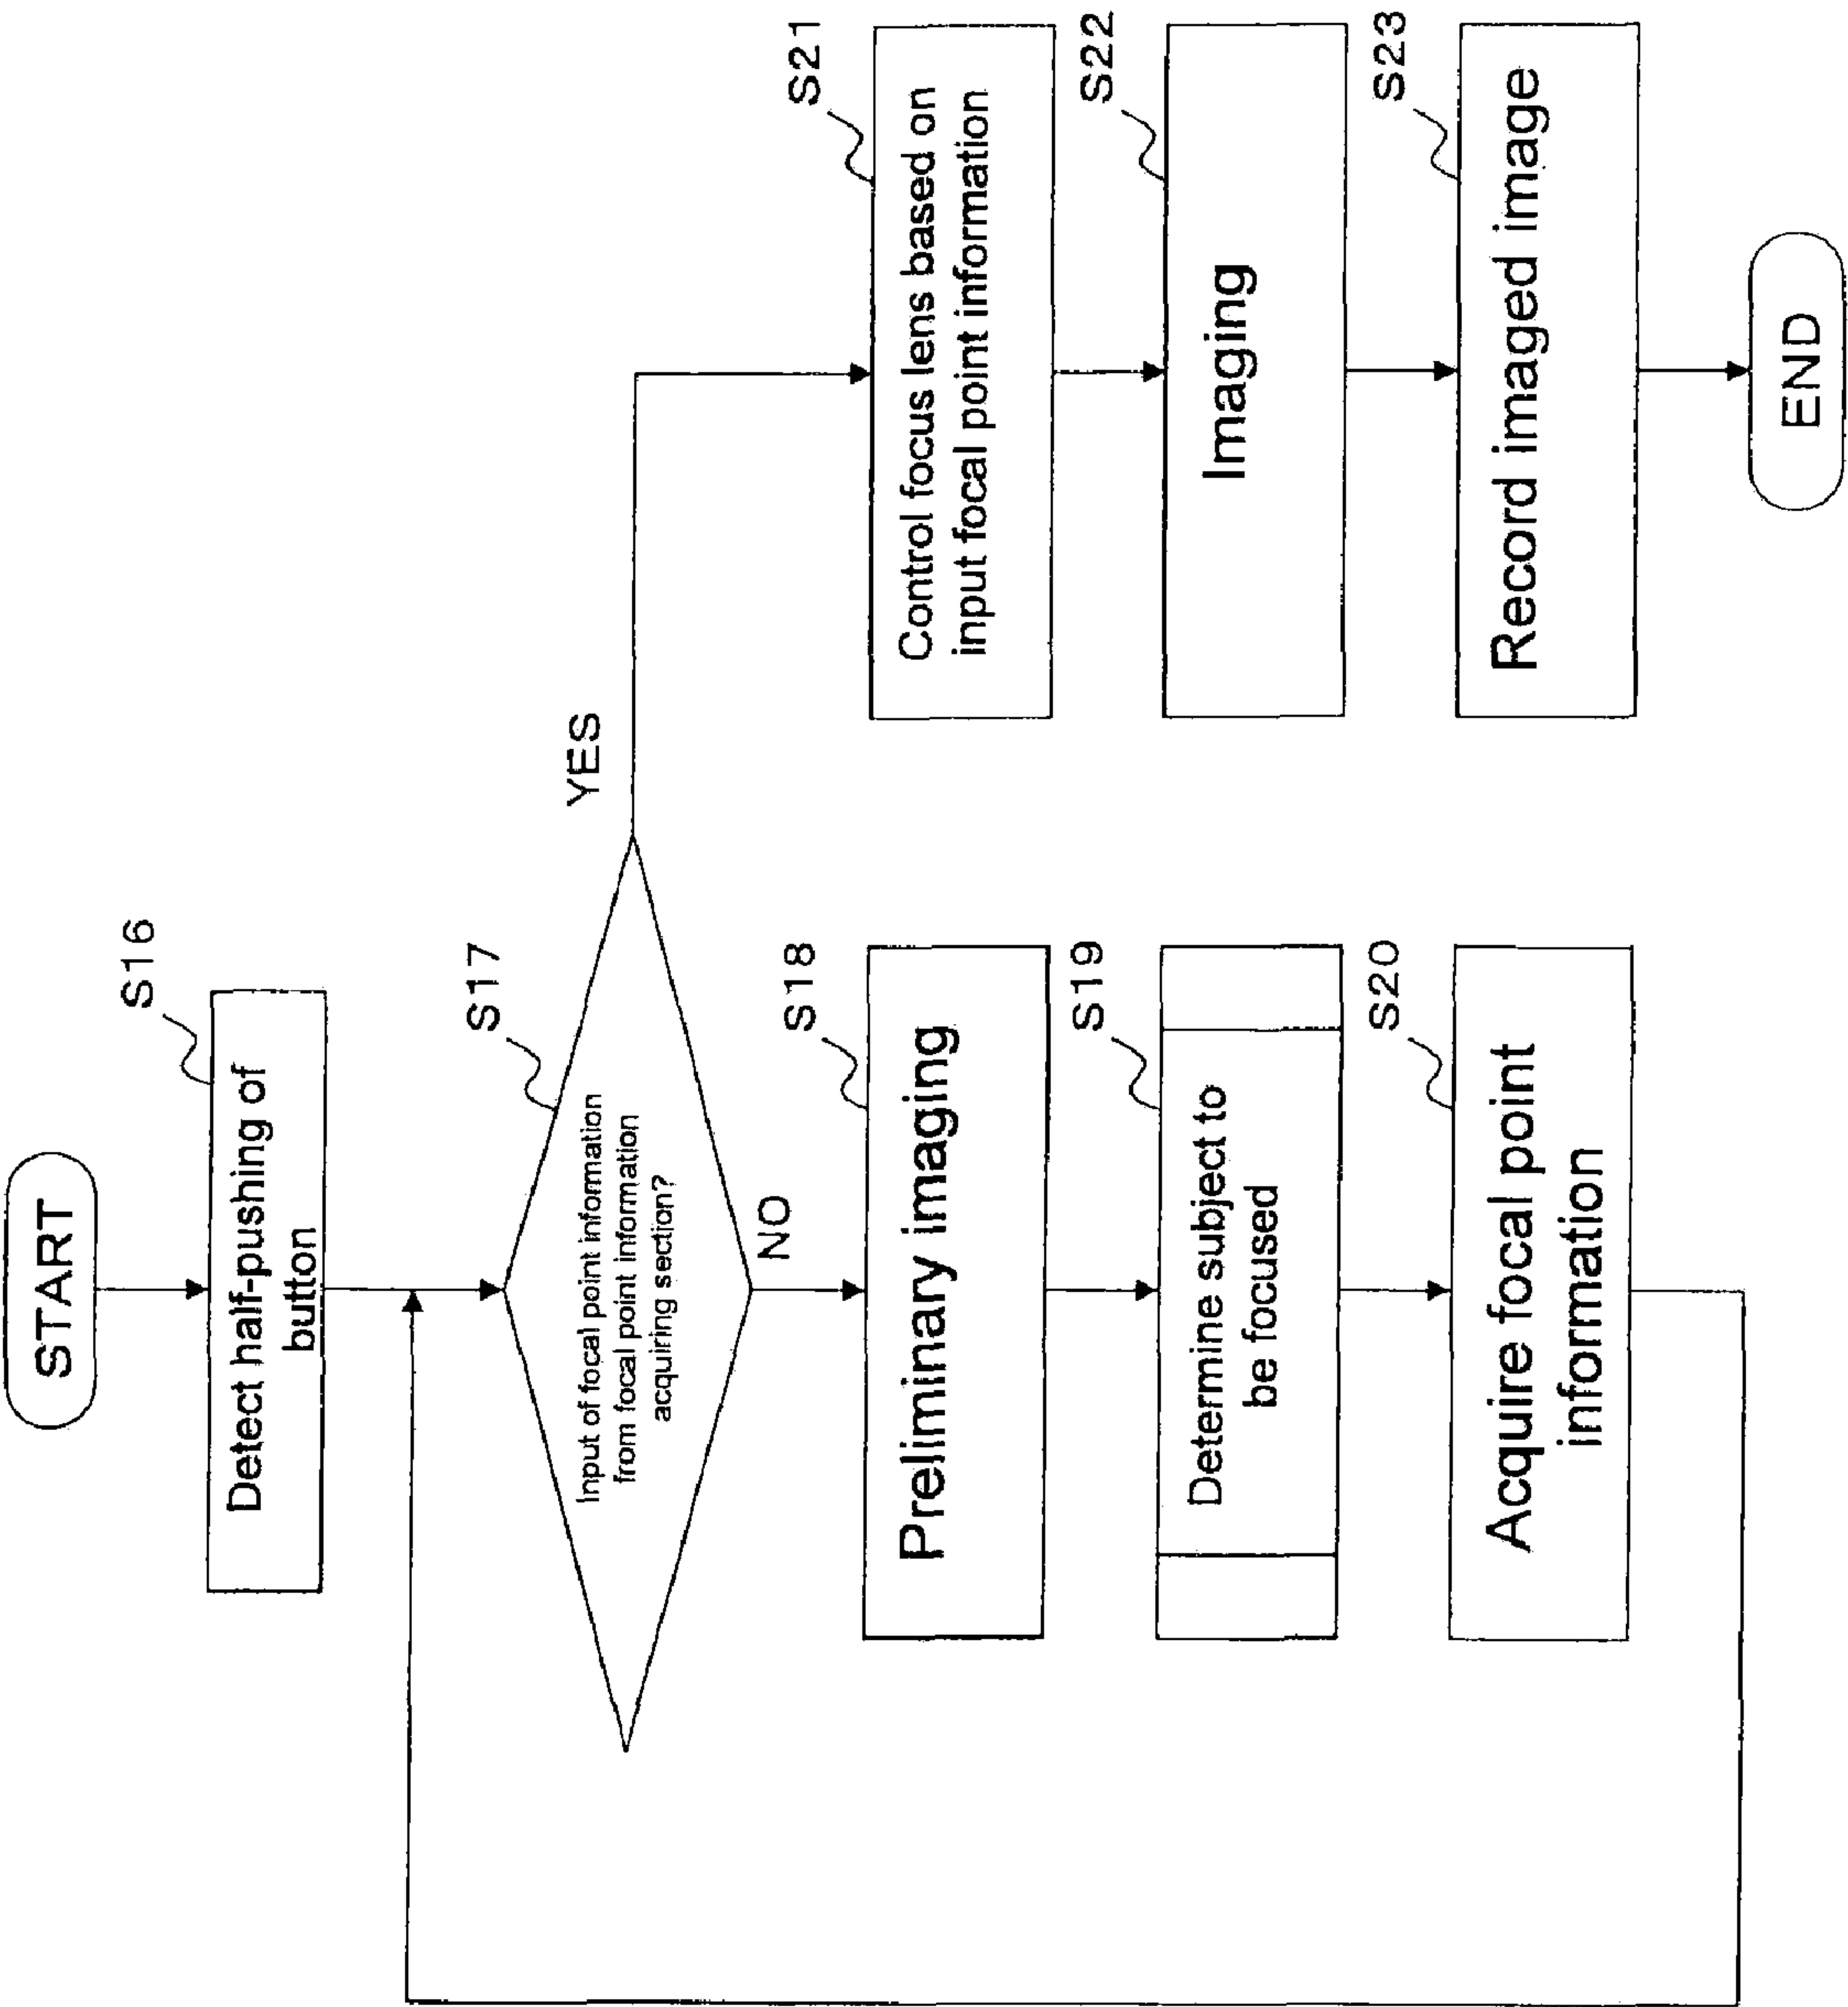 START
S16
Detect half-pushing of
button
S17
Input of focal point information
from focal point information
acquiring section?
YES
NO
S18
Preliminary imaging
S19
Determine subject to
be focused
S20
Acquire focal point
information
S21
Control focus lens based on
input focal point information
S22
Imaging
S23
Record imaged image
END